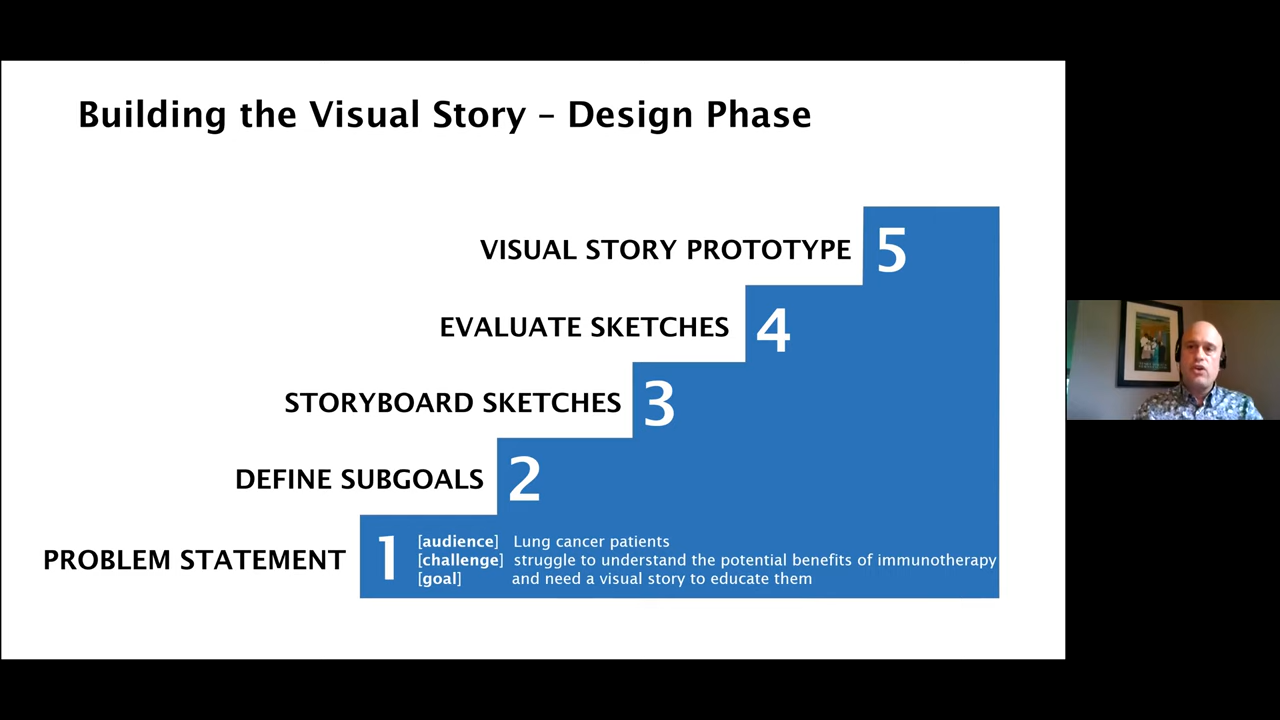 Building the Visual Story – Design Phase
VISUAL STORY PROTOTYPE 5
EVALUATE SKETCHES 4
STORYBOARD SKETCHES 3
DEFINE SUBGOALS 2
PROBLEM STATEMENT 1
[audience] Lung cancer patients
[challenge] struggle to understand the potential benefits of immunotherapy
[goal] and need a visual story to educate them